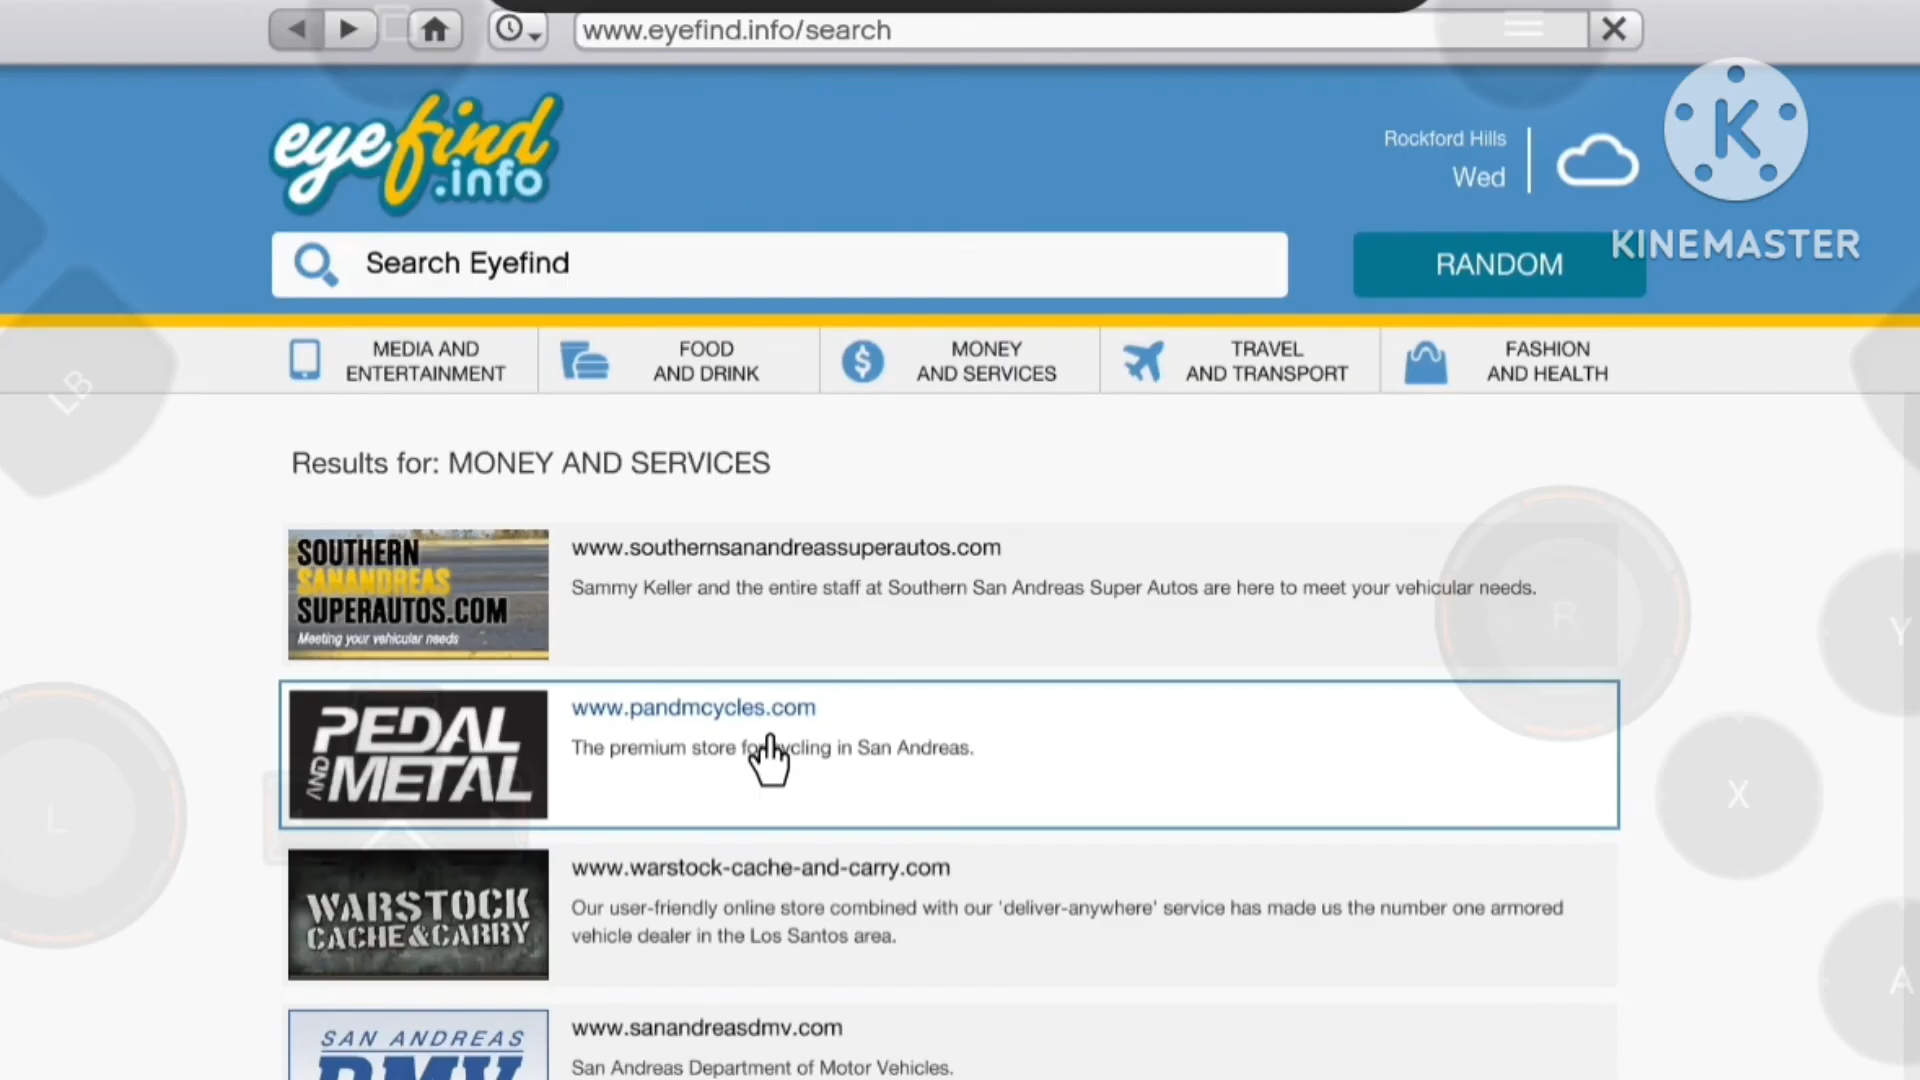 www.eyefind.info/search
eyefind
.info
Rockford Hills
Wed
K
KINEMASTER
Search Eyefind
RANDOM
MEDIA AND
ENTERTAINMENT
FOOD
AND DRINK
MONEY
AND SERVICES
TRAVEL
AND TRANSPORT
FASHION
AND HEALTH
LB
Results for: MONEY AND SERVICES
SOUTHERN
SANANDREAS
SUPERAUTOS.COM
Meeting your vehicular needs
www.southernsanandreassuperautos.com
Sammy Keller and the entire staff at Southern San Andreas Super Autos are here to meet your vehicular needs.
R
Y
PEDAL
AND METAL
www.pandmcycles.com
The premium store for cycling in San Andreas.
L
X
WARSTOCK
CACHE&CARRY
www.warstock-cache-and-carry.com
Our user-friendly online store combined with our 'deliver-anywhere' service has made us the number one armored
vehicle dealer in the Los Santos area.
A
SAN ANDREAS
DMV
www.sanandreasdmv.com
San Andreas Department of Motor Vehicles.